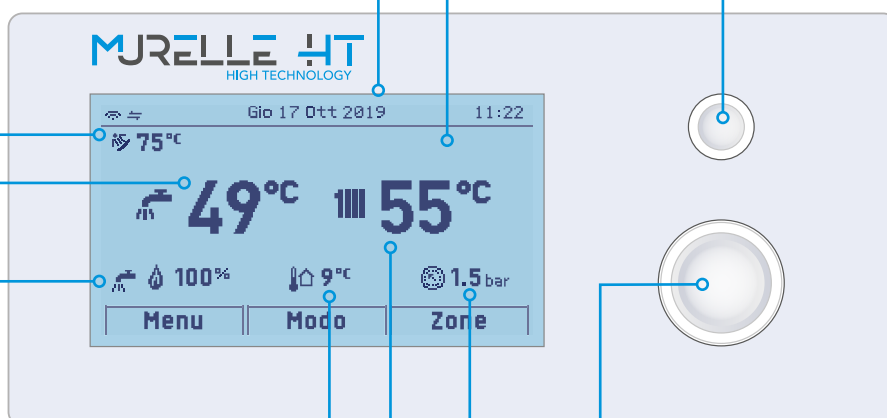 MURELLE HT
HIGH TECHNOLOGY
Gio 17 Ott 2019 11:22
75°C
49°C 55°C
100% 9°C 1.5 bar
Menu Modo Zone